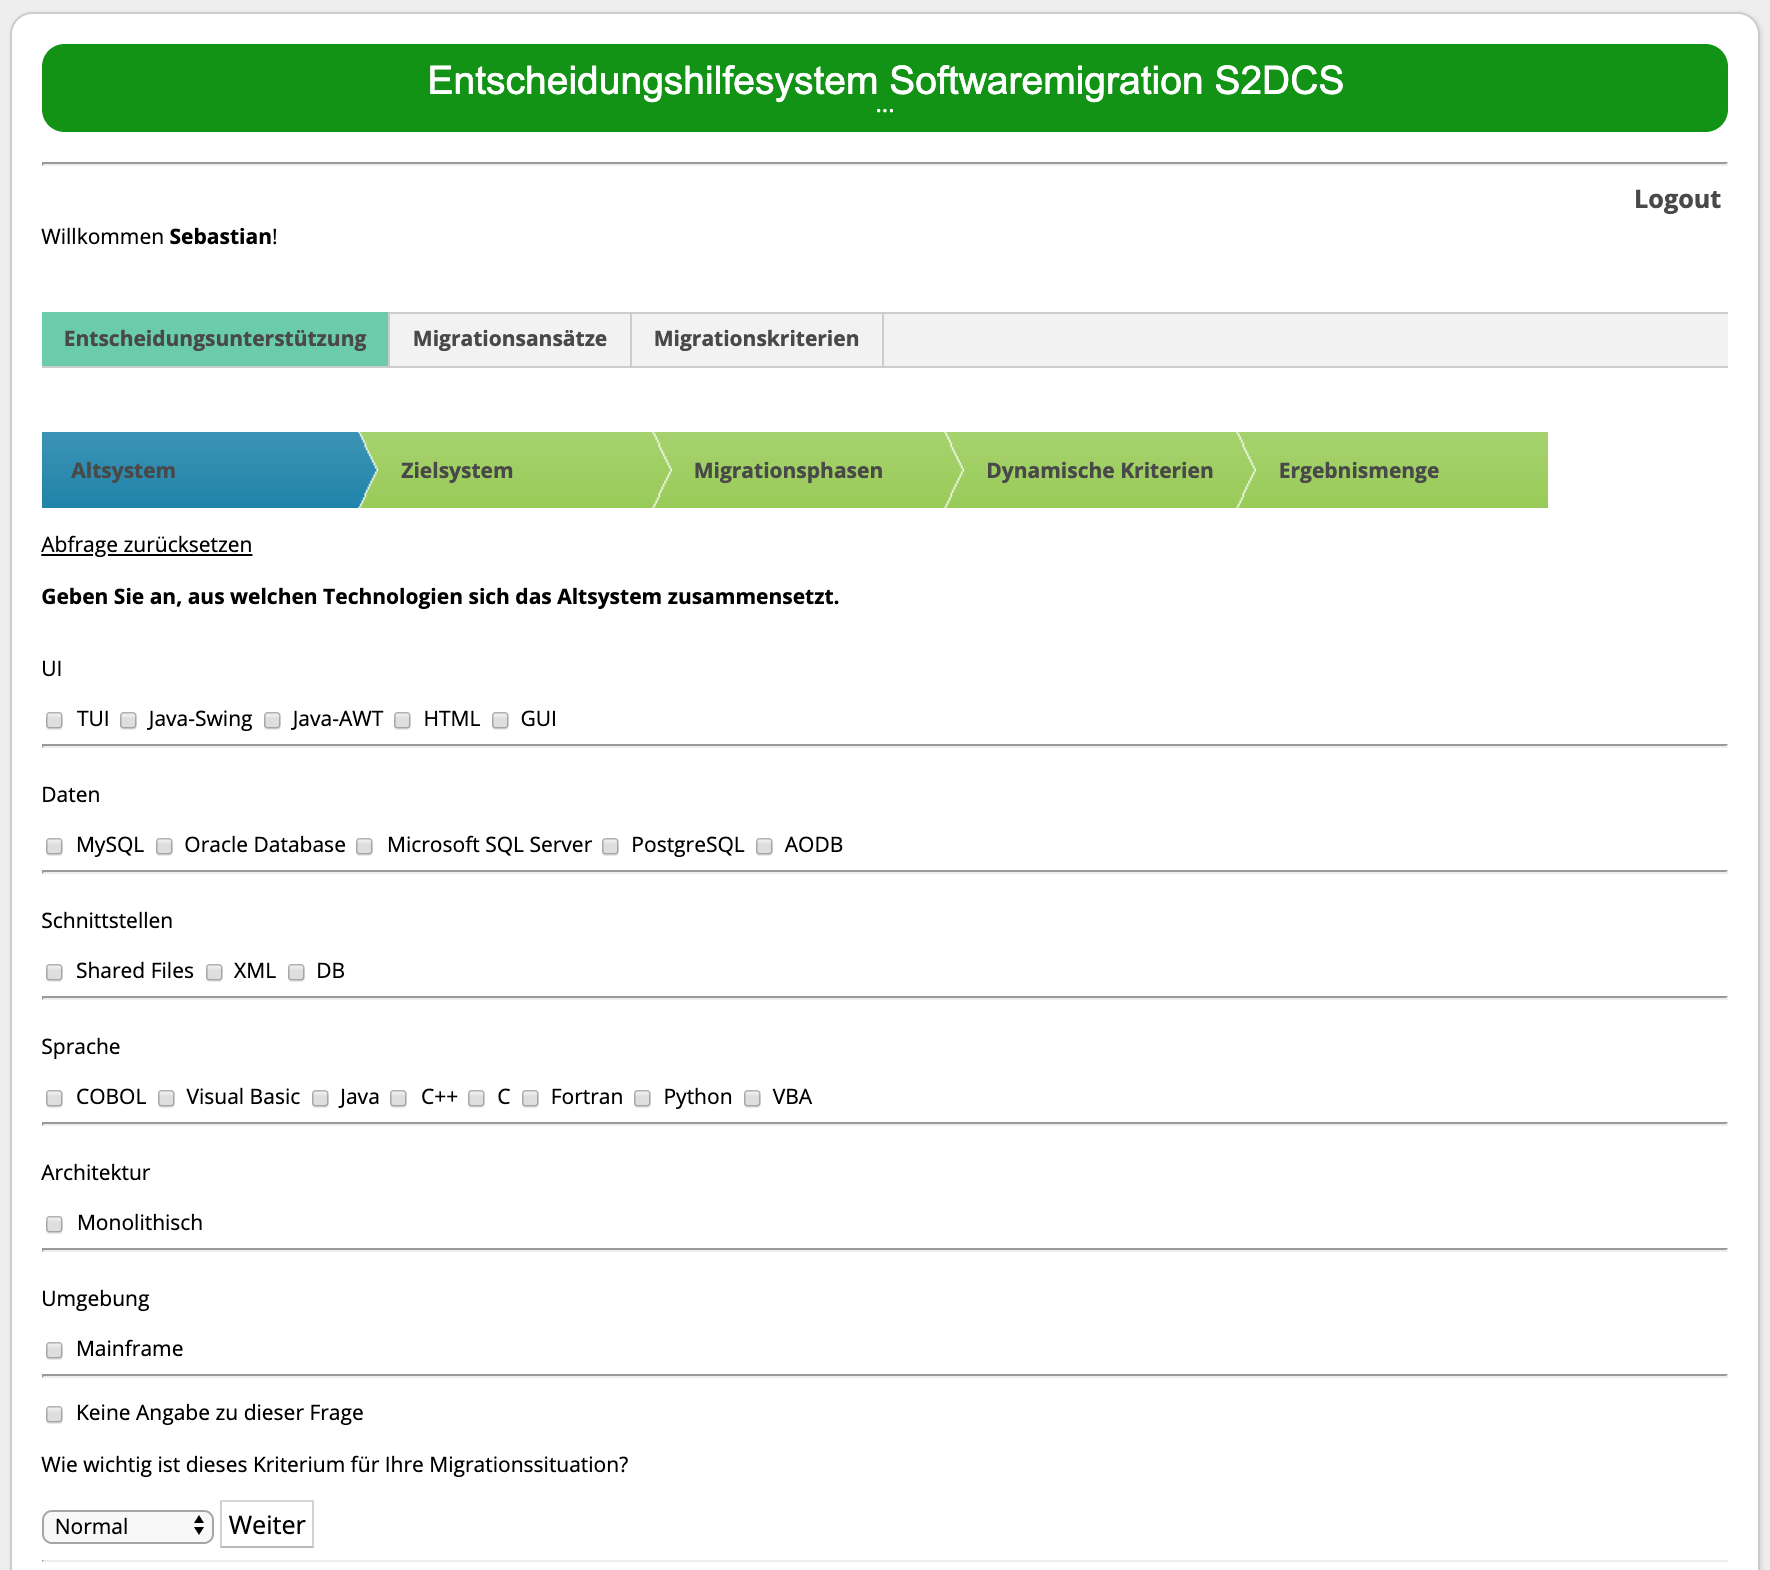 Entscheidungshilfesystem Softwaremigration S2DCS
...
Logout
Willkommen Sebastian!
Entscheidungsunterstützung Migrationsansätze Migrationskriterien
Altsystem Zielsystem Migrationsphasen Dynamische Kriterien Ergebnismenge
Abfrage zurücksetzen
Geben Sie an, aus welchen Technologien sich das Altsystem zusammensetzt.
UI
TUI Java-Swing Java-AWT HTML GUI
Daten
MySQL Oracle Database Microsoft SQL Server PostgreSQL AODB
Schnittstellen
Shared Files XML DB
Sprache
COBOL Visual Basic Java C++ C Fortran Python VBA
Architektur
Monolithisch
Umgebung
Mainframe
Keine Angabe zu dieser Frage
Wie wichtig ist dieses Kriterium für Ihre Migrationssituation?
Normal Weiter